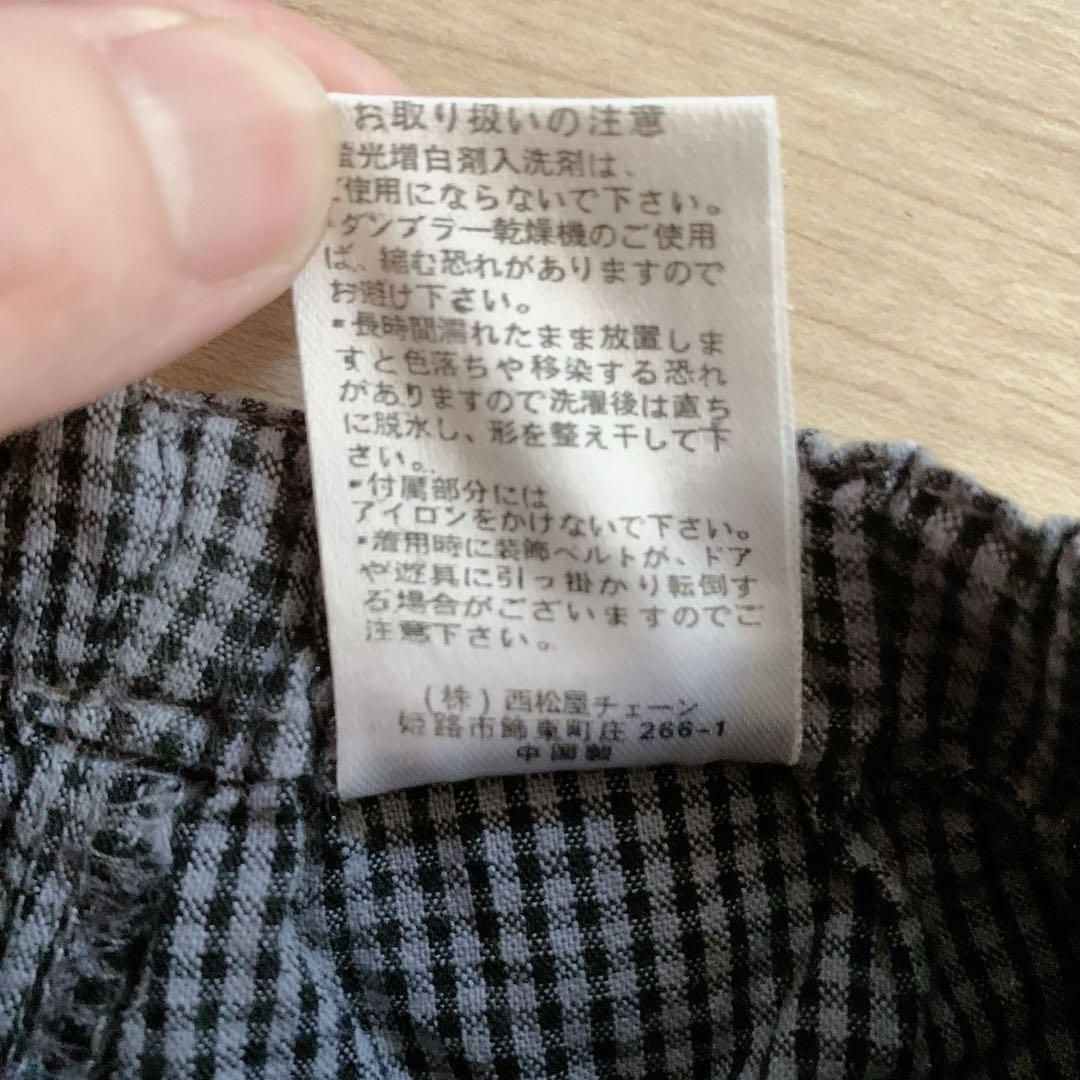 お取り扱いの注意
蛍光増白剤入洗剤は、
ご使用にならないで下さい。
・タンブラー乾燥機のご使用
は、縮む恐れがありますので
お避け下さい。
・長時間濡れたまま放置しま
すと色落ちや移染する恐れ
がありますので洗濯後は直ち
に脱水し、形を整え干して下
さい。
・付属部分には
アイロンをかけないで下さい。
・着用時に装飾ベルトが、ドア
や遊具に引っ掛かり転倒す
る場合がございますのでご
注意下さい。
(株)西松屋チェーン
姫路市飾東町庄 266-1
中国製